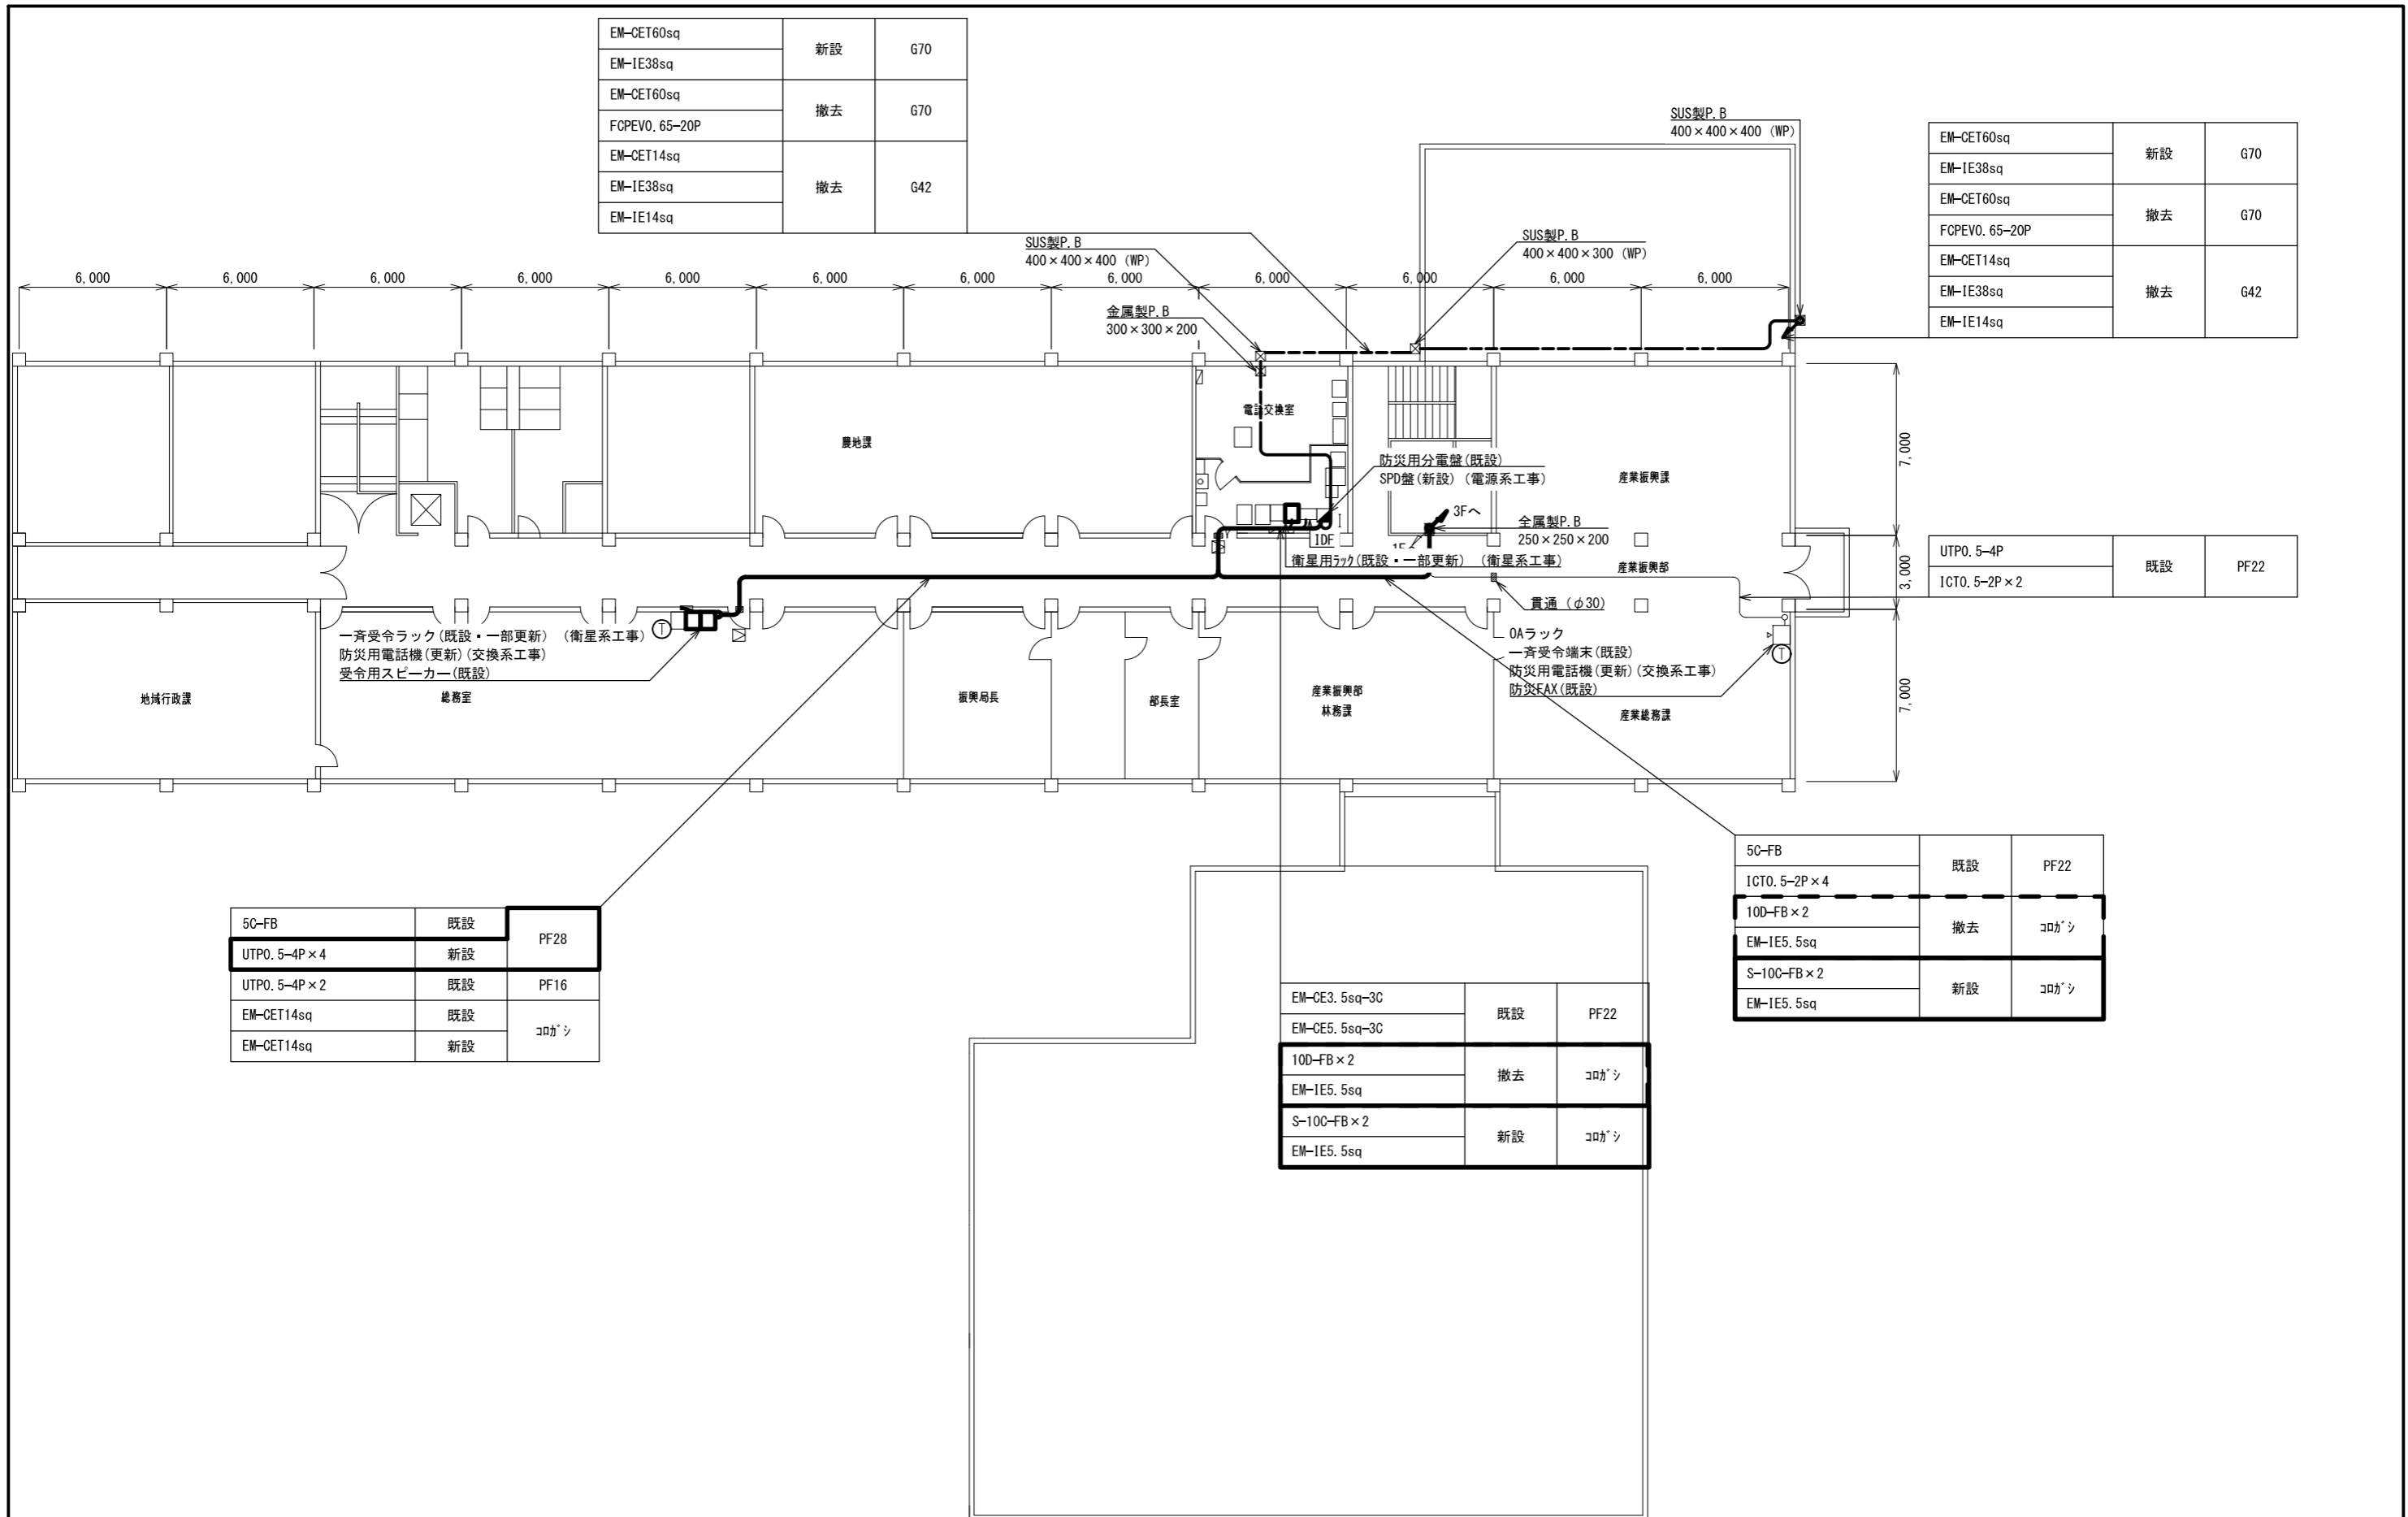 EM-CET60sq
新設 G70
EM-IE38sq
EM-CET60sq
撤去 G70
FCPEV0.65-20P
EM-CET14sq
EM-IE38sq
撤去 G42
EM-IE14sq
SUS製P.B
400×400×400 (WP)
EM-CET60sq
新設 G70
EM-IE38sq
EM-CET60sq
撤去 G70
FCPEV0.65-20P
EM-CET14sq
EM-IE38sq
撤去 G42
EM-IE14sq
SUS製P.B
400×400×400 (WP)
SUS製P.B
400×400×300 (WP)
6,000 6,000 6,000 6,000 6,000 6,000 6,000 6,000 6,000 6,000 6,000 6,000
金属製P.B
300×300×200
電話交換室
農地課
防災用分電盤(既設)
SPD盤(新設) (電源系工事)
産業振興課
7,000
3Fへ
金属製P.B
250×250×200
IDF
衛星用ラック(既設・一部更新) (衛星系工事)
産業振興部
3,000
UTP0.5-4P
既設 PF22
ICT0.5-2P×2
貫通 (φ30)
一斉受令ラック(既設・一部更新) (衛星系工事)
防災用電話機(更新)(交換系工事)
受令用スピーカー(既設)
T
OAラック
一斉受令端末(既設)
防災用電話機(更新)(交換系工事)
防災FAX(既設)
T
7,000
地域行政課
総務室
振興局長
部長室
産業振興部
林務課
産業総務課
5C-FB 既設
PF28
UTP0.5-4P×4 新設
UTP0.5-4P×2 既設 PF16
EM-CET14sq 既設
コロガシ
EM-CET14sq 新設
EM-CE3.5sq-3C
既設 PF22
EM-CE5.5sq-3C
10D-FB×2
撤去 コロガシ
EM-IE5.5sq
S-10C-FB×2
新設 コロガシ
EM-IE5.5sq
5C-FB
既設 PF22
ICT0.5-2P×4
10D-FB×2
撤去 コロガシ
EM-IE5.5sq
S-10C-FB×2
新設 コロガシ
EM-IE5.5sq